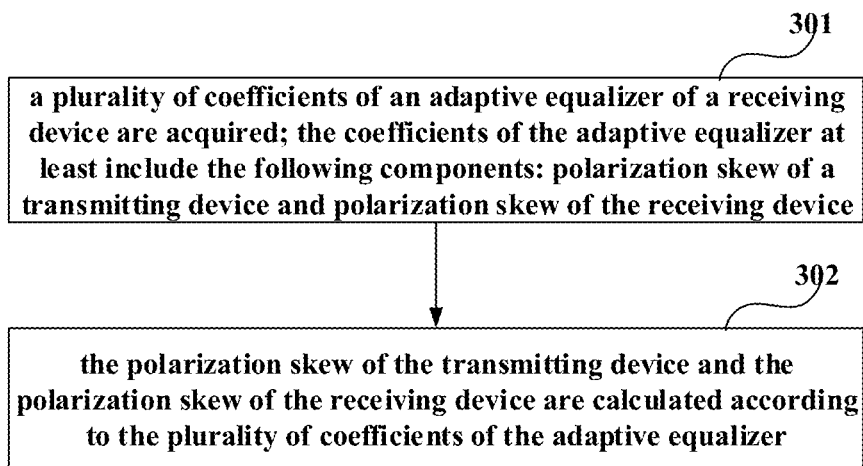 301
a plurality of coefficients of an adaptive equalizer of a receiving
device are acquired; the coefficients of the adaptive equalizer at
least include the following components: polarization skew of a
transmitting device and polarization skew of the receiving device
302
the polarization skew of the transmitting device and the
polarization skew of the receiving device are calculated according
to the plurality of coefficients of the adaptive equalizer